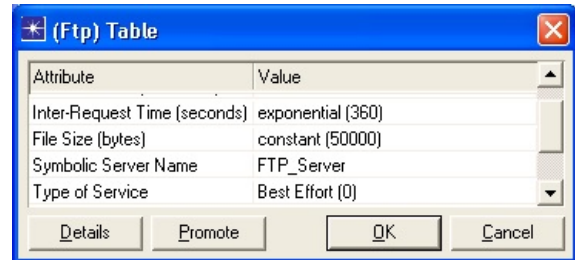 (Ftp) Table
Attribute Value
Inter-Request Time (seconds) exponential (360)
File Size (bytes) constant (50000)
Symbolic Server Name FTP_Server
Type of Service Best Effort (0)
Details Promote OK Cancel